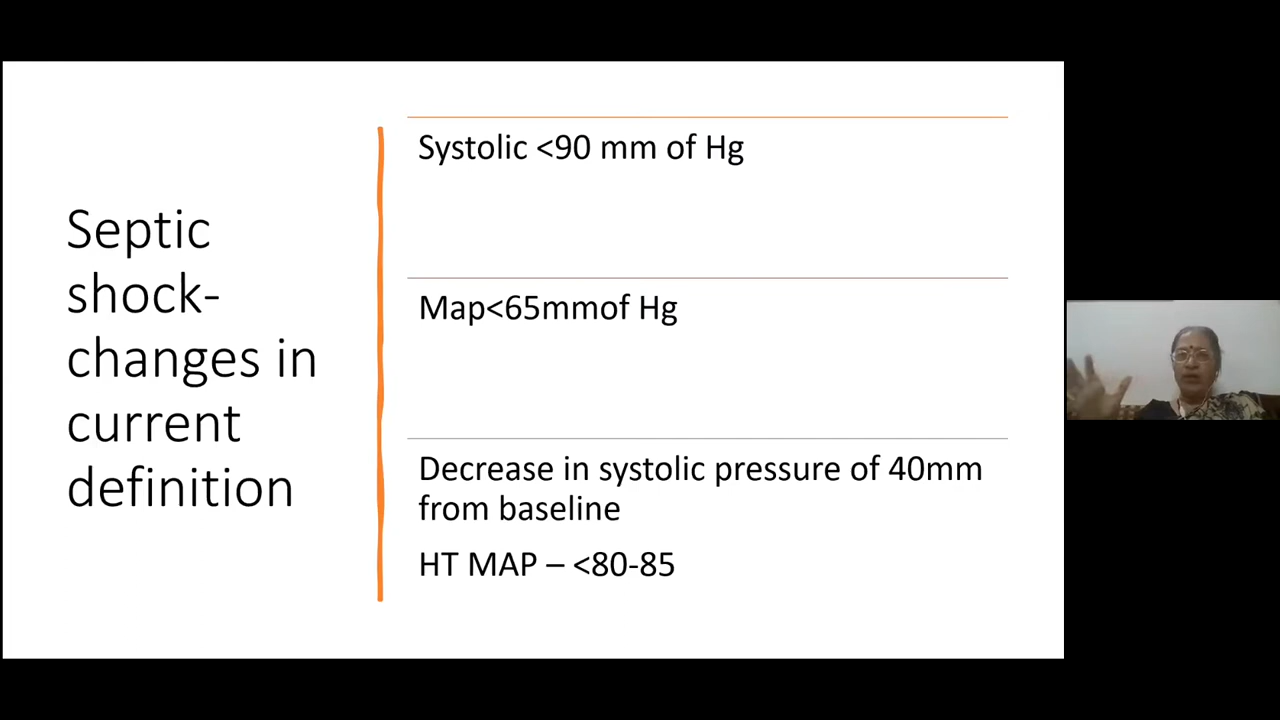 Septic
shock-
changes in
current
definition
Systolic <90 mm of Hg
Map<65mmof Hg
Decrease in systolic pressure of 40mm
from baseline
HT MAP – <80-85